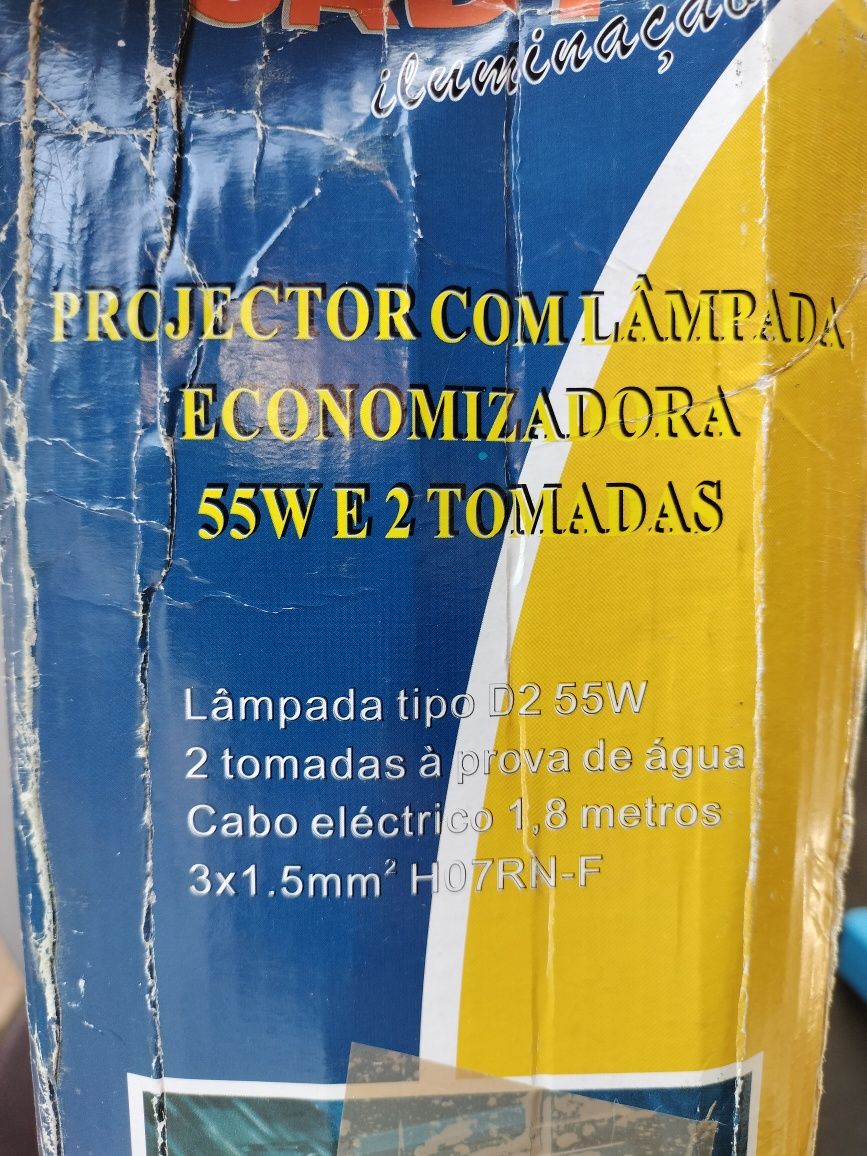 iluminação
PROJECTOR COM LÂMPADA
ECONOMIZADORA
55W E 2 TOMADAS
Lâmpada tipo D2 55W
2 tomadas à prova de água
Cabo eléctrico 1,8 metros
3x1.5mm² H07RN-F